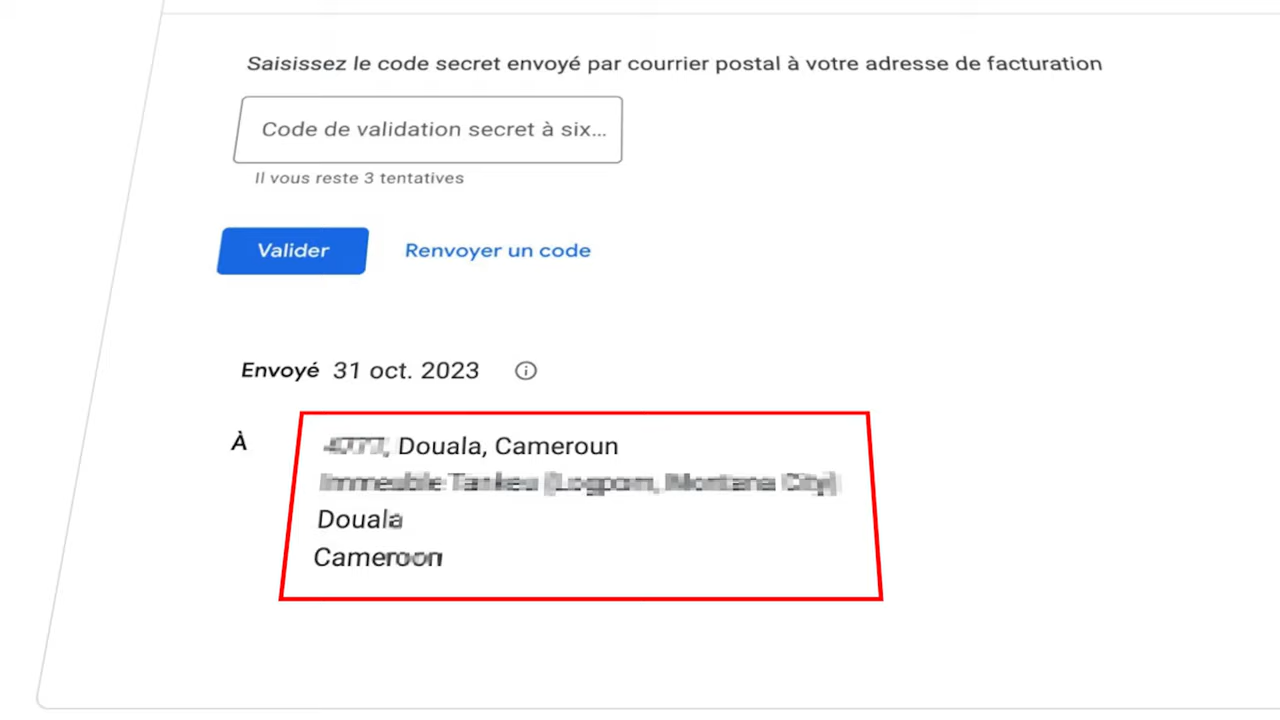 Saisissez le code secret envoyé par courrier postal à votre adresse de facturation
Code de validation secret à six...
Il vous reste 3 tentatives
Valider Renvoyer un code
Envoyé 31 oct. 2023
À
Douala, Cameroun
Douala
Cameroon